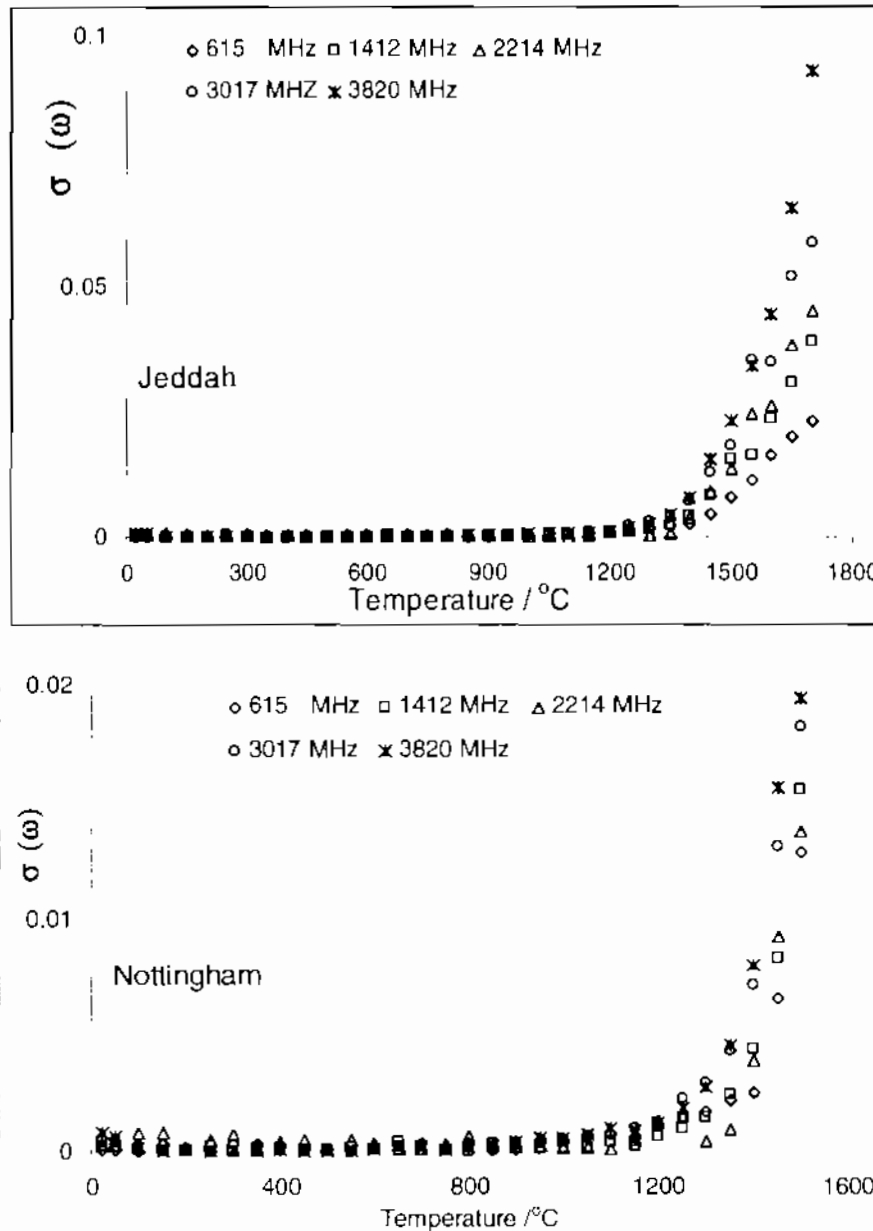 0.1
◇ 615 MHz □ 1412 MHz △ 2214 MHz
○ 3017 MHZ ✱ 3820 MHz
σ (ω)
0.05
Jeddah
0
0 300 600 900 1200 1500 1800
Temperature / °C
0.02
◇ 615 MHz □ 1412 MHz △ 2214 MHz
○ 3017 MHz ✱ 3820 MHz
σ (ω)
0.01
Nottingham
0
0 400 800 1200 1600
Temperature /°C